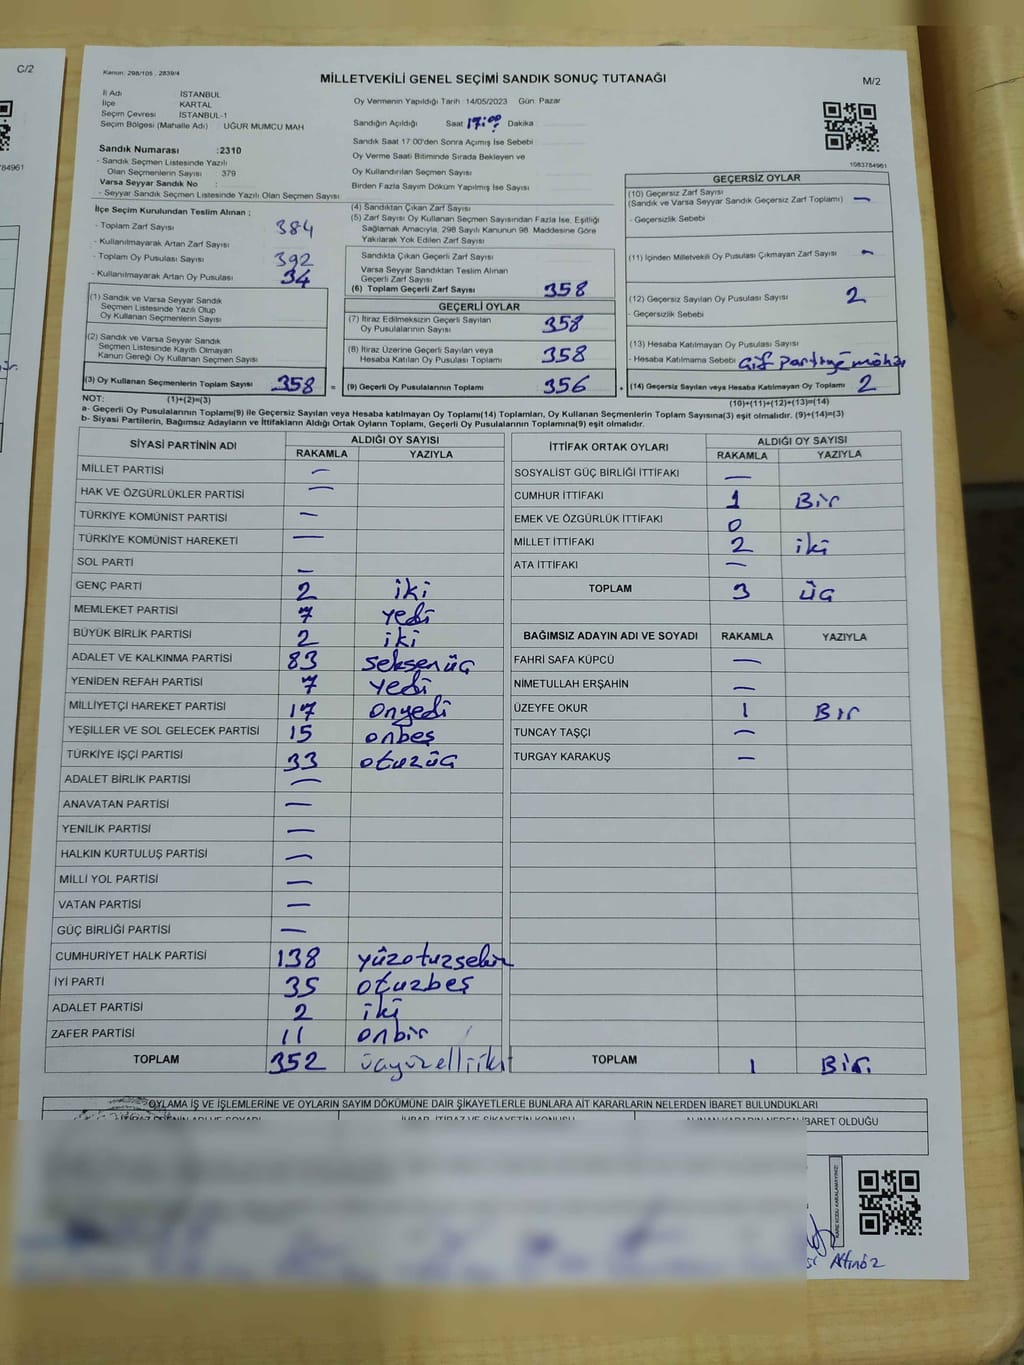 C/2
Kanun: 298/105 , 2839/4
MİLLETVEKİLİ GENEL SEÇİMİ SANDIK SONUÇ TUTANAĞI
M/2
İl Adı İSTANBUL
İlçe KARTAL
Seçim Çevresi İSTANBUL-1
Seçim Bölgesi (Mahalle Adı) UĞUR MUMCU MAH
Sandık Numarası :2310
- Sandık Seçmen Listesinde Yazılı
Olan Seçmenlerin Sayısı : 379
Varsa Seyyar Sandık No :
- Seyyar Sandık Listesinde Yazılı Olan Seçmen Sayısı
İlçe Seçim Kurulundan Teslim Alınan ;
- Toplam Zarf Sayısı 384
- Kullanılmayarak Artan Zarf Sayısı
- Toplam Oy Pusulası Sayısı 392
- Kullanılmayarak Artan Oy Pusulası 34
(1) Sandık ve Varsa Seyyar Sandık
Seçmen Listesinde Yazılı Olup
Oy Kullanan Seçmenlerin Sayısı
(2) Sandık ve Varsa Seyyar Sandık
Seçmen Listesinde Kayıtlı Olmayan
Kanun Gereği Oy Kullanan Seçmen Sayısı
(3) Oy Kullanan Seçmenlerin Toplam Sayısı 358 =
Oy Vermenin Yapıldığı Tarih :14/05/2023 Gün: Pazar
Sandığın Açıldığı Saat 17:00 Dakika
Sandık Saat 17:00'den Sonra Açımış İse Sebebi
Oy Verme Saati Bitiminde Sırada Bekleyen ve
Oy Kullandırılan Seçmen Sayısı
Birden Fazla Sayım Döküm Yapılmış İse Sayısı
(4) Sandıktan Çıkan Zarf Sayısı
(5) Zarf Sayısı Oy Kullanan Seçmen Sayısından Fazla İse, Eşitliği
Sağlamak Amacıyla, 298 Sayılı Kanunun 98. Maddesine Göre
Yakılarak Yok Edilen Zarf Sayısı
Sandıkta Çıkan Geçerli Zarf Sayısı
Varsa Seyyar Sandıktan Teslim Alınan
Geçerli Zarf Sayısı
(6) Toplam Geçerli Zarf Sayısı 358
GEÇERLİ OYLAR
(7) İtiraz Edilmeksizin Geçerli Sayılan
Oy Pusulalarının Sayısı 358
(8) İtiraz Üzerine Geçerli Sayılan veya
Hesaba Katılan Oy Pusulası Toplamı 358
(9) Geçerli Oy Pusulalarının Toplamı 356 +
1083784961
GEÇERSİZ OYLAR
(10) Geçersiz Zarf Sayısı
(Sandık ve Varsa Seyyar Sandık Geçersiz Zarf Toplamı) —
- Geçersizlik Sebebi
(11) İçinden Milletvekili Oy Pusulası Çıkmayan Zarf Sayısı -
(12) Geçersiz Sayılan Oy Pusulası Sayısı 2
- Geçersizlik Sebebi
(13) Hesaba Katılmayan Oy Pusulası Sayısı
- Hesaba Katılmama Sebebi
(14) Geçersiz Sayılan veya Hesaba Katılmayan Oy Toplamı 2
NOT: (1)+(2)=(3)
(10)+(11)+(12)+(13)=(14)
a- Geçerli Oy Pusulalarının Toplamı(9) ile Geçersiz Sayılan veya Hesaba katılmayan Oy Toplamı(14) Toplamları, Oy Kullanan Seçmenlerin Toplam Sayısına(3) eşit olmalıdır. (9)+(14)=(3)
b- Siyasi Partilerin, Bağımsız Adayların ve İttifakların Aldığı Ortak Oyların Toplamı, Geçerli Oy Pusulalarının Toplamına(9) eşit olmalıdır.
SİYASİ PARTİNİN ADI ALDIĞI OY SAYISI
RAKAMLA YAZIYLA
MİLLET PARTİSİ —
HAK VE ÖZGÜRLÜKLER PARTİSİ —
TÜRKİYE KOMÜNİST PARTİSİ —
TÜRKİYE KOMÜNİST HAREKETİ —
SOL PARTİ —
GENÇ PARTİ 2 iki
MEMLEKET PARTİSİ 7 yedi
BÜYÜK BİRLİK PARTİSİ 2 iki
ADALET VE KALKINMA PARTİSİ 83 seksenüç
YENİDEN REFAH PARTİSİ 7 yedi
MİLLİYETÇİ HAREKET PARTİSİ 17 onyedi
YEŞİLLER VE SOL GELECEK PARTİSİ 15 onbeş
TÜRKİYE İŞÇİ PARTİSİ 33 otuzüç
ADALET BİRLİK PARTİSİ —
ANAVATAN PARTİSİ —
YENİLİK PARTİSİ —
HALKIN KURTULUŞ PARTİSİ —
MİLLİ YOL PARTİSİ —
VATAN PARTİSİ —
GÜÇ BİRLİĞİ PARTİSİ —
CUMHURİYET HALK PARTİSİ 138 yüzotuzsekiz
İYİ PARTİ 35 otuzbeş
ADALET PARTİSİ 2 iki
ZAFER PARTİSİ 11 onbir
TOPLAM 352 üçyüzelliiki
İTTİFAK ORTAK OYLARI ALDIĞI OY SAYISI
RAKAMLA YAZIYLA
SOSYALİST GÜÇ BİRLİĞİ İTTİFAKI —
CUMHUR İTTİFAKI 1 Bir
EMEK VE ÖZGÜRLÜK İTTİFAKI 0
MİLLET İTTİFAKI 2 iki
ATA İTTİFAKI —
TOPLAM 3 üç
BAĞIMSIZ ADAYIN ADI VE SOYADI RAKAMLA YAZIYLA
FAHRİ SAFA KÜPCÜ —
NİMETULLAH ERŞAHİN —
ÜZEYFE OKUR 1 Bir
TUNCAY TAŞÇI —
TURGAY KARAKUŞ —
TOPLAM 1 Bir
OYLAMA İŞ VE İŞLEMLERİNE VE OYLARIN SAYIM DÖKÜMÜNE DAİR ŞİKAYETLERLE BUNLARA AİT KARARLARIN NELERDEN İBARET BULUNDUKLARI
İBARET OLDUĞU
Altınöz